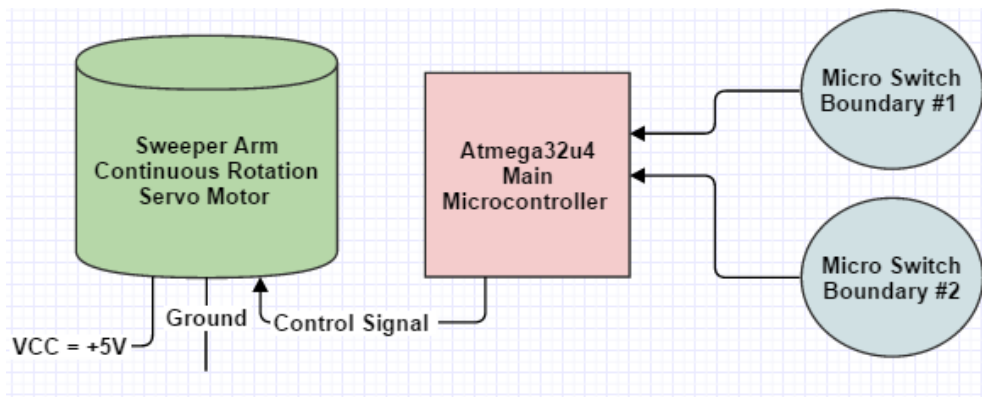 Sweeper Arm
Continuous Rotation
Servo Motor
Atmega32u4
Main
Microcontroller
Micro Switch
Boundary #1
Micro Switch
Boundary #2
Ground
Control Signal
VCC = +5V